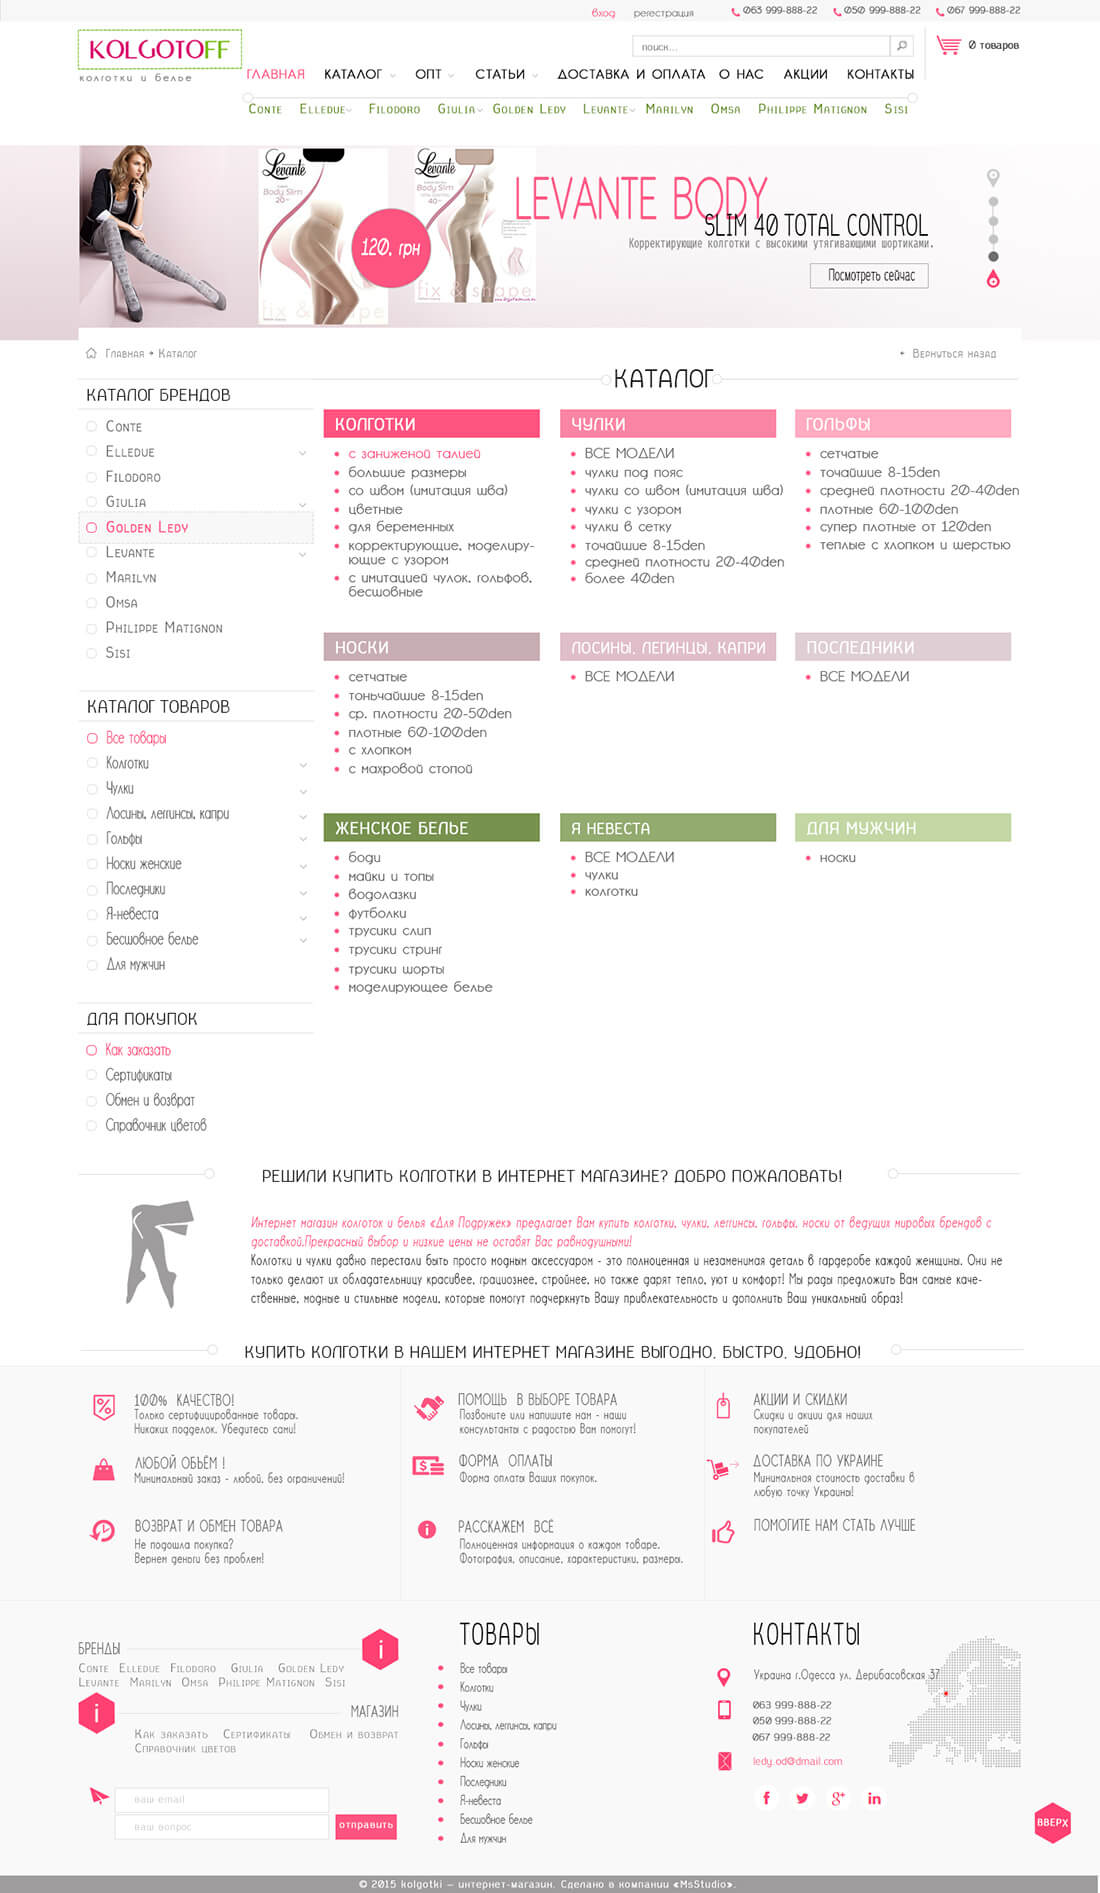 вход регестрация 063 999-888-22 050 999-888-22 067 999-888-22
KOLGOTOFF
колготки и белье
поиск...
0 товаров
ГЛАВНАЯ КАТАЛОГ ОПТ СТАТЬИ ДОСТАВКА И ОПЛАТА О НАС АКЦИИ КОНТАКТЫ
Conte Elledue Filodoro Giulia Golden Ledy Levante Marilyn Omsa Philippe Matignon Sisi
Levante
Body Slim
20
fix & shape
Levante
Body Slim
40
fix & shape
120, грн
LEVANTE BODY
SLIM 40 TOTAL CONTROL
Корректирующие колготки с высокими утягивающими шортиками.
Посмотреть сейчас
Главная Каталог
Вернуться назад
КАТАЛОГ
КАТАЛОГ БРЕНДОВ
Conte
Elledue
Filodoro
Giulia
Golden Ledy
Levante
Marilyn
Omsa
Philippe Matignon
Sisi
КАТАЛОГ ТОВАРОВ
Все товары
Колготки
Чулки
Лосины, леггинсы, капри
Гольфы
Носки женские
Последники
Я-невеста
Бесшовное белье
Для мужчин
ДЛЯ ПОКУПОК
Как заказать
Сертификаты
Обмен и возврат
Справочник цветов
КОЛГОТКИ
с заниженой талией
большие размеры
со швом (имитация шва)
цветные
для беременных
корректирующие, моделиру-
ющие с узором
с имитацией чулок, гольфов,
бесшовные
ЧУЛКИ
ВСЕ МОДЕЛИ
чулки под пояс
чулки со швом (имитация шва)
чулки с узором
чулки в сетку
точайшие 8-15den
средней плотности 20-40den
более 40den
ГОЛЬФЫ
сетчатые
точайшие 8-15den
средней плотности 20-40den
плотные 60-100den
супер плотные от 120den
теплые с хлопком и шерстью
НОСКИ
сетчатые
тоньчайшие 8-15den
ср. плотности 20-50den
плотные 60-100den
с хлопком
с махровой стопой
ЛОСИНЫ, ЛЕГИНЦЫ, КАПРИ
ВСЕ МОДЕЛИ
ПОСЛЕДНИКИ
ВСЕ МОДЕЛИ
ЖЕНСКОЕ БЕЛЬЕ
боди
майки и топы
водолазки
футболки
трусики слип
трусики стринг
трусики шорты
моделирующее белье
Я НЕВЕСТА
ВСЕ МОДЕЛИ
чулки
колготки
ДЛЯ МУЖЧИН
носки
РЕШИЛИ КУПИТЬ КОЛГОТКИ В ИНТЕРНЕТ МАГАЗИНЕ? ДОБРО ПОЖАЛОВАТЬ!
Интернет магазин колготок и белья «Для Подружек» предлагает Вам купить колготки, чулки, леггинсы, гольфы, носки от ведущих мировых брендов с
доставкой.Прекрасный выбор и низкие цены не оставят Вас равнодушными!
Колготки и чулки давно перестали быть просто модным аксессуаром - это полноценная и незаменимая деталь в гардеробе каждой женщины. Они не
только делают их обладательницу красивее, грациознее, стройнее, но также дарят тепло, уют и комфорт! Мы рады предложить Вам самые каче-
ственные, модные и стильные модели, которые помогут подчеркнуть Вашу привлекательность и дополнить Ваш уникальный образ!
КУПИТЬ КОЛГОТКИ В НАШЕМ ИНТЕРНЕТ МАГАЗИНЕ ВЫГОДНО, БЫСТРО, УДОБНО!
100% КАЧЕСТВО!
Только сертифицированные товары.
Никаких подделок. Убедитесь сами!
ПОМОЩЬ В ВЫБОРЕ ТОВАРА
Позвоните или напишите нам - наши
консультанты с радостью Вам помогут!
АКЦИИ И СКИДКИ
Скидки и акции для наших
покупателей
ЛЮБОЙ ОБЪЁМ !
Минимальный заказ - любой, без ограничений!
ФОРМА ОПЛАТЫ
Форма оплаты Ваших покупок.
ДОСТАВКА ПО УКРАИНЕ
Минимальная стоимость доставки в
любую точку Украины!
ВОЗВРАТ И ОБМЕН ТОВАРА
Не подошла покупка?
Вернем деньги без проблем!
РАССКАЖЕМ ВСЁ
Полноценная информация о каждом товаре.
Фотография, описание, характеристики, размеры.
ПОМОГИТЕ НАМ СТАТЬ ЛУЧШЕ
БРЕНДЫ
i
Conte Elledue Filodoro Giulia Golden Ledy
Levante Marilyn Omsa Philippe Matignon Sisi
i
МАГАЗИН
Как заказать Сертификаты Обмен и возврат
Справочник цветов
ваш email
ваш вопрос
отправить
ТОВАРЫ
Все товары
Колготки
Чулки
Лосины, легинсы, капри
Гольфы
Носки женские
Последники
Я-невеста
Бесшовное белье
Для мужчин
КОНТАКТЫ
Украина г.Одесса ул. Дерибасовская 37
063 999-888-22
050 999-888-22
067 999-888-22
ledy.od@dmail.com
ВВЕРХ
© 2015 kolgotki — интернет-магазин. Сделано в компании «MsStudio».